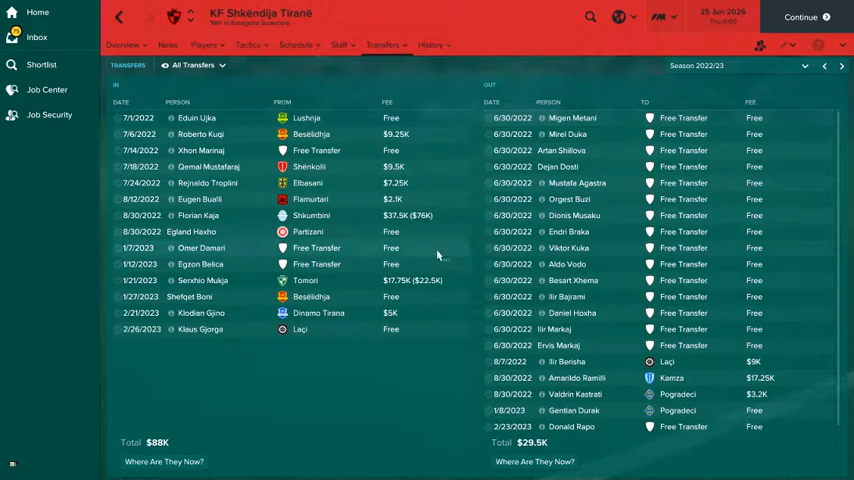 Home
Inbox
75
Shortlist
Job Center
Job Security
KF Shkëndija Tiranë
14th in Kategoria Superiore
FM
25 Jun 2026
Thu 0:00
Continue
Overview News Players Tactics Schedule Staff Transfers History
TRANSFERS All Transfers Season 2022/23
IN
DATE PERSON FROM FEE
7/1/2022 Eduin Ujka Lushnja Free
7/6/2022 Roberto Kuqi Besëlidhja $9.25K
7/14/2022 Xhon Marinaj Free Transfer Free
7/18/2022 Qemal Mustafaraj Shënkolli $9.5K
7/24/2022 Rejnaldo Troplini Elbasani $7.25K
8/12/2022 Eugen Bualli Flamurtari $2.1K
8/30/2022 Florian Kaja Shkumbini $37.5K ($76K)
8/30/2022 Egland Haxho Partizani Free
1/7/2023 Omer Damari Free Transfer Free
1/12/2023 Egzon Belica Free Transfer Free
1/21/2023 Serxhio Mukja Tomori $17.75K ($22.5K)
1/27/2023 Shefqet Boni Besëlidhja Free
2/21/2023 Klodian Gjino Dinamo Tirana $5K
2/26/2023 Klaus Gjorga Laçi Free
Total $88K
Where Are They Now?
OUT
DATE PERSON TO FEE
6/30/2022 Migen Metani Free Transfer Free
6/30/2022 Mirel Duka Free Transfer Free
6/30/2022 Artan Shillova Free Transfer Free
6/30/2022 Dejan Dosti Free Transfer Free
6/30/2022 Mustafa Agastra Free Transfer Free
6/30/2022 Orgest Buzi Free Transfer Free
6/30/2022 Dionis Musaku Free Transfer Free
6/30/2022 Endri Braka Free Transfer Free
6/30/2022 Viktor Kuka Free Transfer Free
6/30/2022 Aldo Vodo Free Transfer Free
6/30/2022 Besart Xhema Free Transfer Free
6/30/2022 Ilir Bajrami Free Transfer Free
6/30/2022 Daniel Hoxha Free Transfer Free
6/30/2022 Ilir Markaj Free Transfer Free
6/30/2022 Ervis Markaj Free Transfer Free
8/7/2022 Ilir Berisha Laçi $9K
8/30/2022 Amarildo Ramilli Kamza $17.25K
8/30/2022 Valdrin Kastrati Pogradeci $3.2K
1/8/2023 Gentian Durak Pogradeci Free
2/23/2023 Donald Rapo Free Transfer Free
Total $29.5K
Where Are They Now?